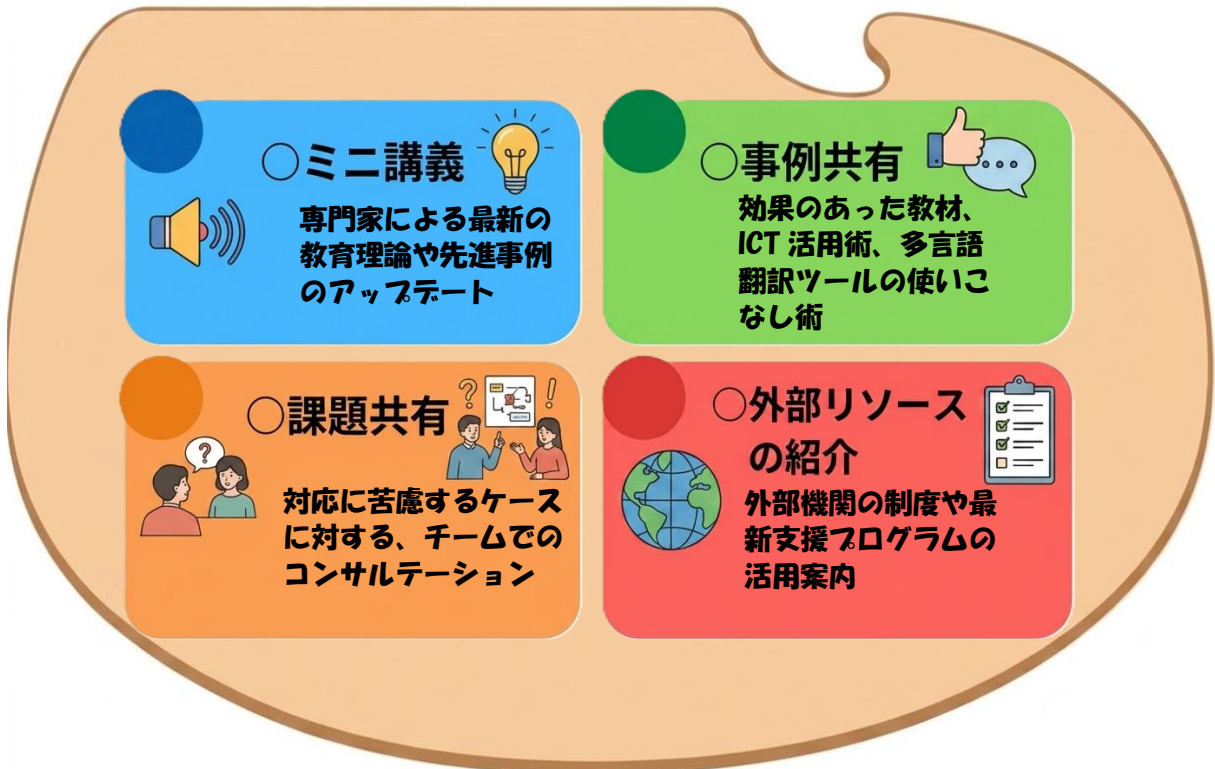 ○ミニ講義
専門家による最新の
教育理論や先進事例
のアップデート
○事例共有
効果のあった教材、
ICT 活用術、多言語
翻訳ツールの使いこ
なし術
○課題共有
?
!
?
対応に苦慮するケース
に対する、チームでの
コンサルテーション
○外部リソース
の紹介
外部機関の制度や最
新支援プログラムの
活用案内